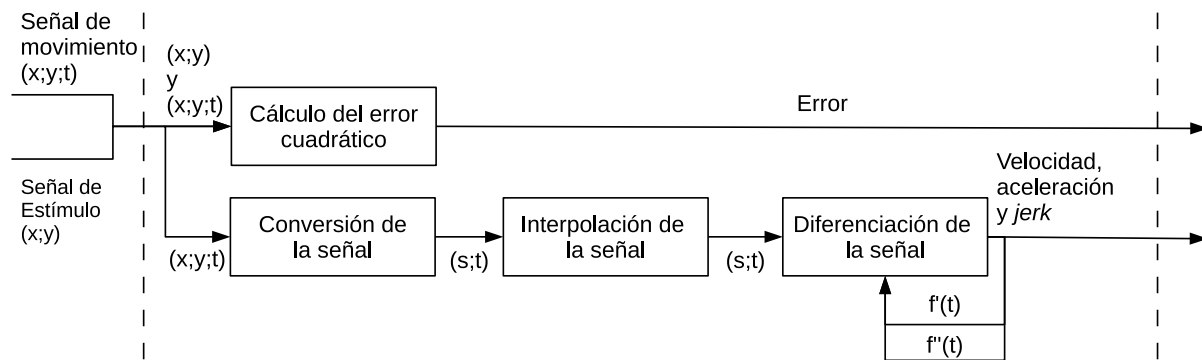 Señal de
movimiento
(x;y;t)
Señal de
Estímulo
(x;y)
(x;y)
y
(x;y;t)
Cálculo del error
cuadrático
Error
(x;y;t)
Conversión de
la señal
(s;t)
Interpolación de
la señal
(s;t)
Diferenciación de
la señal
Velocidad,
aceleración
y jerk
f'(t)
f''(t)